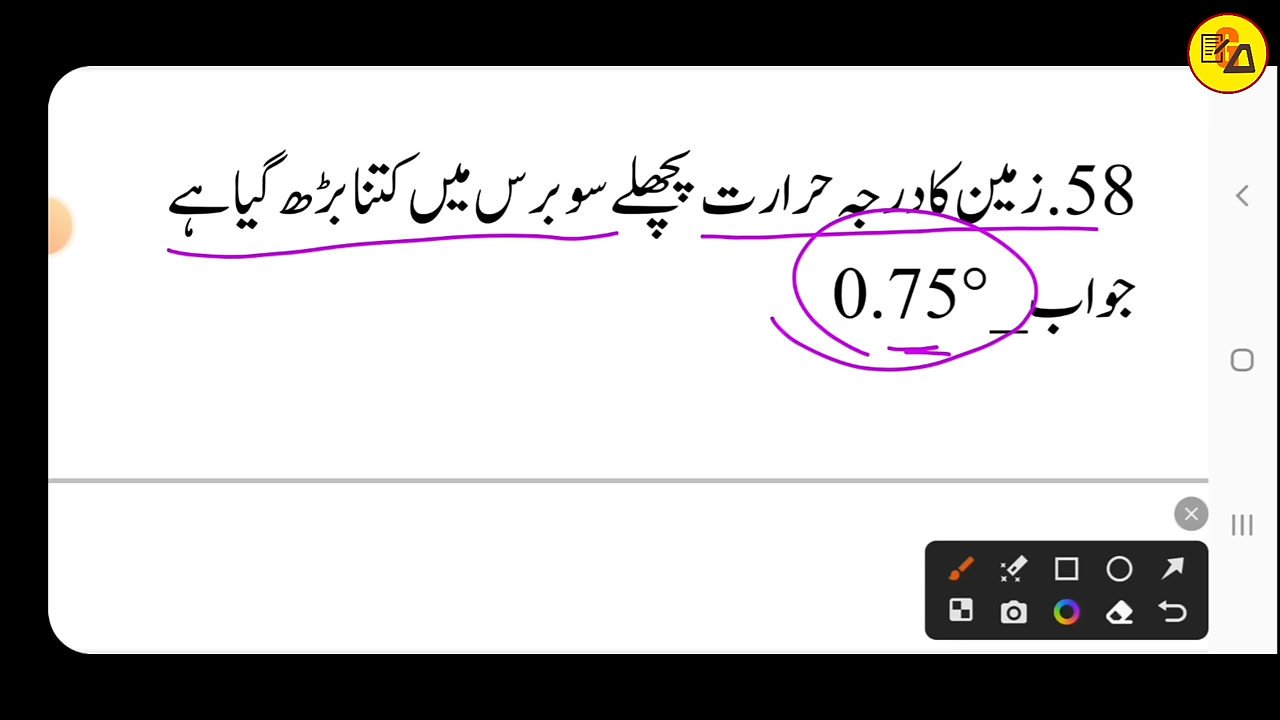 58.زمین کا درجہ حرارت پچھلے سو برس میں کتنا بڑھ گیا ہے
جواب_ 0.75°